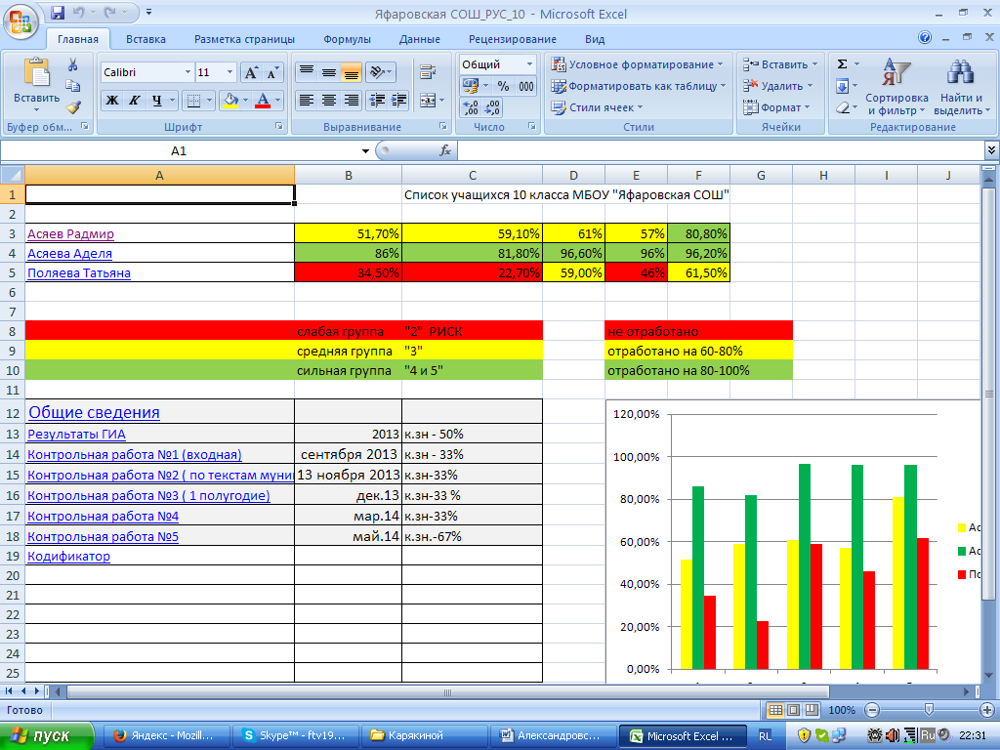 Яфаровская СОШ_РУС_10 - Microsoft Excel
Главная Вставка Разметка страницы Формулы Данные Рецензирование Вид
Вставить
Calibri 11
Ж К Ч
Общий
% 000
Условное форматирование
Форматировать как таблицу
Стили ячеек
Вставить
Удалить
Формат
Σ
Сортировка и фильтр
Найти и выделить
Буфер обм... Шрифт Выравнивание Число Стили Ячейки Редактирование
A1 fx
A B C D E F G H I J
1 Список учащихся 10 класса МБОУ "Яфаровская СОШ"
2
3 Асяев Радмир 51,70% 59,10% 61% 57% 80,80%
4 Асяева Аделя 86% 81,80% 96,60% 96% 96,20%
5 Поляева Татьяна 34,50% 22,70% 59,00% 46% 61,50%
6
7
8 слабая группа "2" РИСК не отработано
9 средняя группа "3" отработано на 60-80%
10 сильная группа "4 и 5" отработано на 80-100%
11
12 Общие сведения
13 Результаты ГИА 2013 к.зн - 50%
14 Контрольная работа №1 (входная) сентября 2013 к.зн - 33%
15 Контрольная работа №2 ( по текстам муни 13 ноября 2013 к.зн-33%
16 Контрольная работа №3 ( 1 полугодие) дек.13 к.зн-33 %
17 Контрольная работа №4 мар.14 к.зн-33%
18 Контрольная работа №5 май.14 к.зн.-67%
19 Кодификатор
20
21
22
23
24
25
120,00%
100,00%
80,00%
60,00%
40,00%
20,00%
0,00%
Ас
Ас
По
Готово 100%
пуск Яндекс - Mozill... Skype™ - ftv19... Карякиной Александровс... Microsoft Excel ... RL Ru 22:31